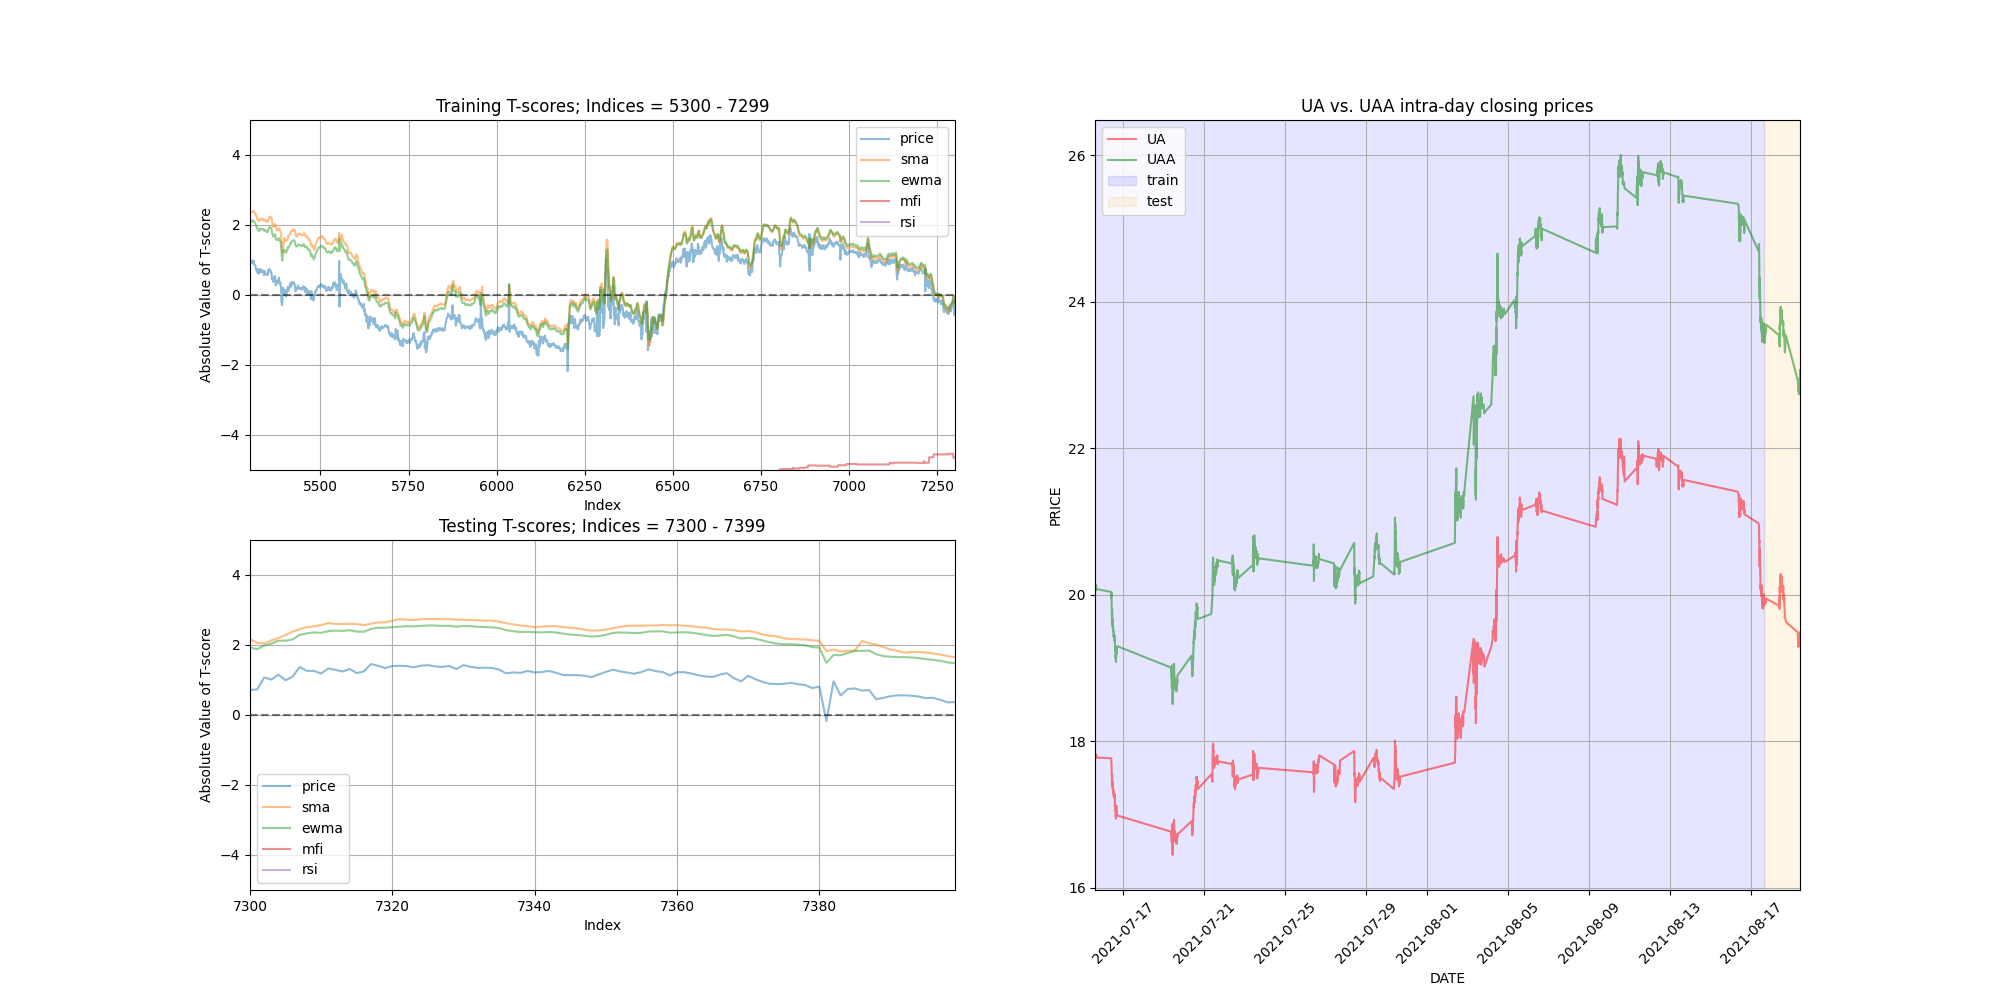 Training T-scores; Indices = 5300 - 7299
Absolute Value of T-score
4
2
0
−2
−4
price
sma
ewma
mfi
rsi
5500 5750 6000 6250 6500 6750 7000 7250
Index
Testing T-scores; Indices = 7300 - 7399
Absolute Value of T-score
4
2
0
−2
−4
price
sma
ewma
mfi
rsi
7300 7320 7340 7360 7380
Index
UA vs. UAA intra-day closing prices
PRICE
26
24
22
20
18
16
UA
UAA
train
test
2021-07-17 2021-07-21 2021-07-25 2021-07-29 2021-08-01 2021-08-05 2021-08-09 2021-08-13 2021-08-17
DATE